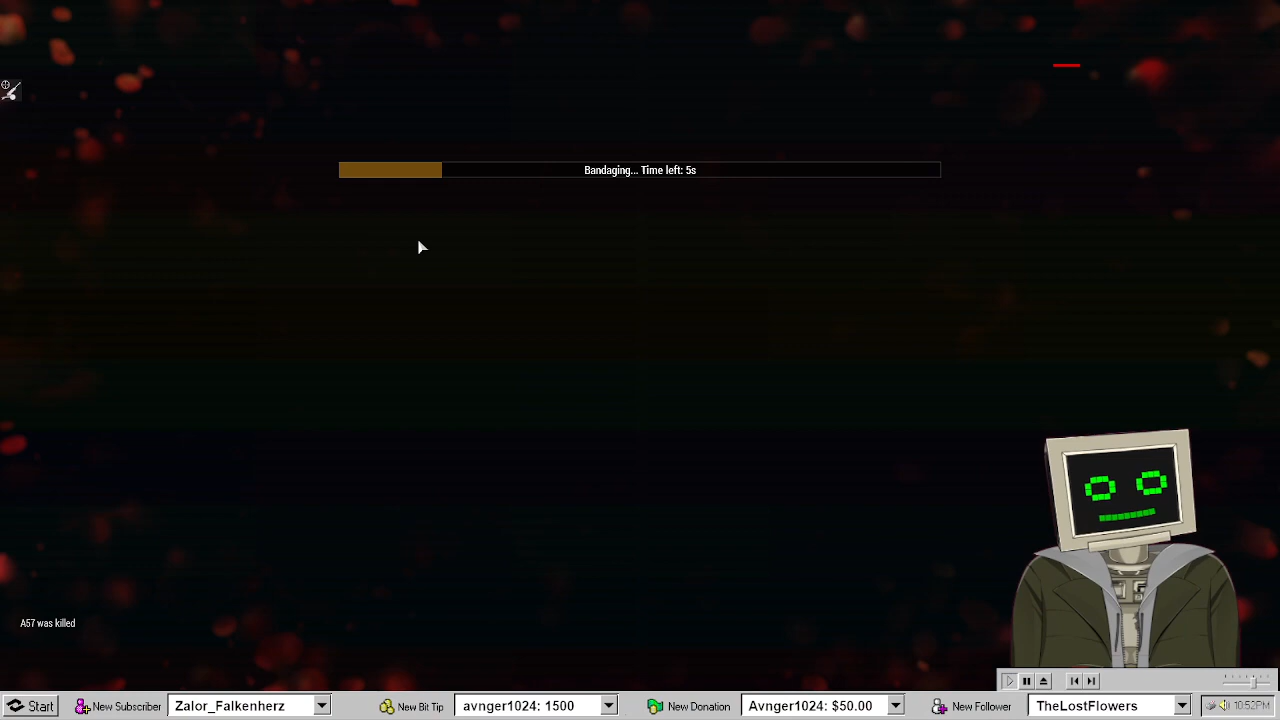 Bandaging... Time left: 5s
A57 was killed
Start
New Subscriber
Zalor_Falkenherz
New Bit Tip
avnger1024: 1500
New Donation
Avnger1024: $50.00
New Follower
TheLostFlowers
10:52PM